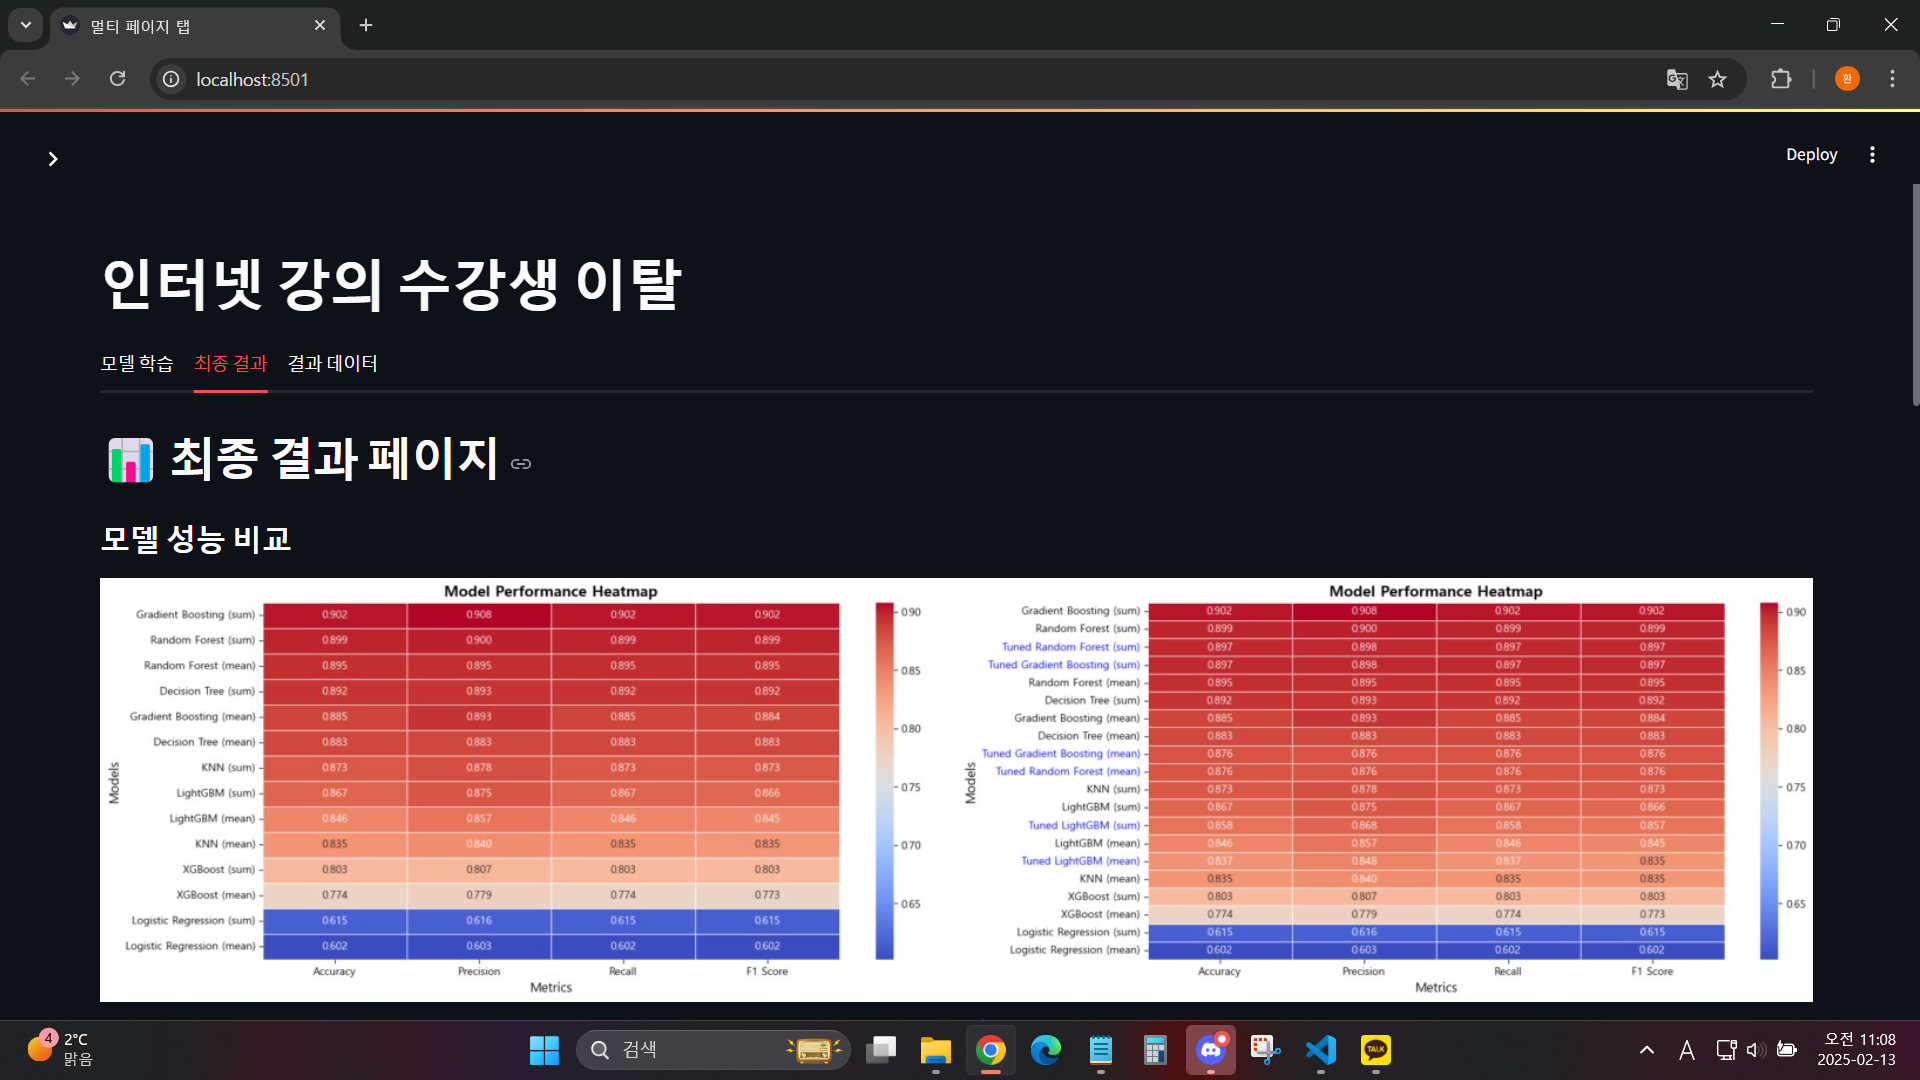 멀티 페이지 탭
localhost:8501
환
Deploy
인터넷 강의 수강생 이탈
모델 학습 최종 결과 결과 데이터
최종 결과 페이지
모델 성능 비교
Model Performance Heatmap
Gradient Boosting (sum) 0.902 0.908 0.902 0.902
Random Forest (sum) 0.899 0.900 0.899 0.899
Random Forest (mean) 0.895 0.895 0.895 0.895
Decision Tree (sum) 0.892 0.893 0.892 0.892
Gradient Boosting (mean) 0.885 0.893 0.885 0.884
Decision Tree (mean) 0.883 0.883 0.883 0.883
KNN (sum) 0.873 0.878 0.873 0.873
LightGBM (sum) 0.867 0.875 0.867 0.866
LightGBM (mean) 0.846 0.857 0.846 0.845
KNN (mean) 0.835 0.840 0.835 0.835
XGBoost (sum) 0.803 0.807 0.803 0.803
XGBoost (mean) 0.774 0.779 0.774 0.773
Logistic Regression (sum) 0.615 0.616 0.615 0.615
Logistic Regression (mean) 0.602 0.603 0.602 0.602
Accuracy Precision Recall F1 Score
Metrics
Models
0.90
0.85
0.80
0.75
0.70
0.65
Model Performance Heatmap
Gradient Boosting (sum) 0.902 0.908 0.902 0.902
Random Forest (sum) 0.899 0.900 0.899 0.899
Tuned Random Forest (sum) 0.897 0.898 0.897 0.897
Tuned Gradient Boosting (sum) 0.897 0.898 0.897 0.897
Random Forest (mean) 0.895 0.895 0.895 0.895
Decision Tree (sum) 0.892 0.893 0.892 0.892
Gradient Boosting (mean) 0.885 0.893 0.885 0.884
Decision Tree (mean) 0.883 0.883 0.883 0.883
Tuned Gradient Boosting (mean) 0.876 0.876 0.876 0.876
Tuned Random Forest (mean) 0.876 0.876 0.876 0.876
KNN (sum) 0.873 0.878 0.873 0.873
LightGBM (sum) 0.867 0.875 0.867 0.866
Tuned LightGBM (sum) 0.858 0.868 0.858 0.857
LightGBM (mean) 0.846 0.857 0.846 0.845
Tuned LightGBM (mean) 0.837 0.848 0.837 0.835
KNN (mean) 0.835 0.840 0.835 0.835
XGBoost (sum) 0.803 0.807 0.803 0.803
XGBoost (mean) 0.774 0.779 0.774 0.773
Logistic Regression (sum) 0.615 0.616 0.615 0.615
Logistic Regression (mean) 0.602 0.603 0.602 0.602
Accuracy Precision Recall F1 Score
Metrics
Models
0.90
0.85
0.80
0.75
0.70
0.65
4
2°C
맑음
검색
TALK
A
오전 11:08
2025-02-13